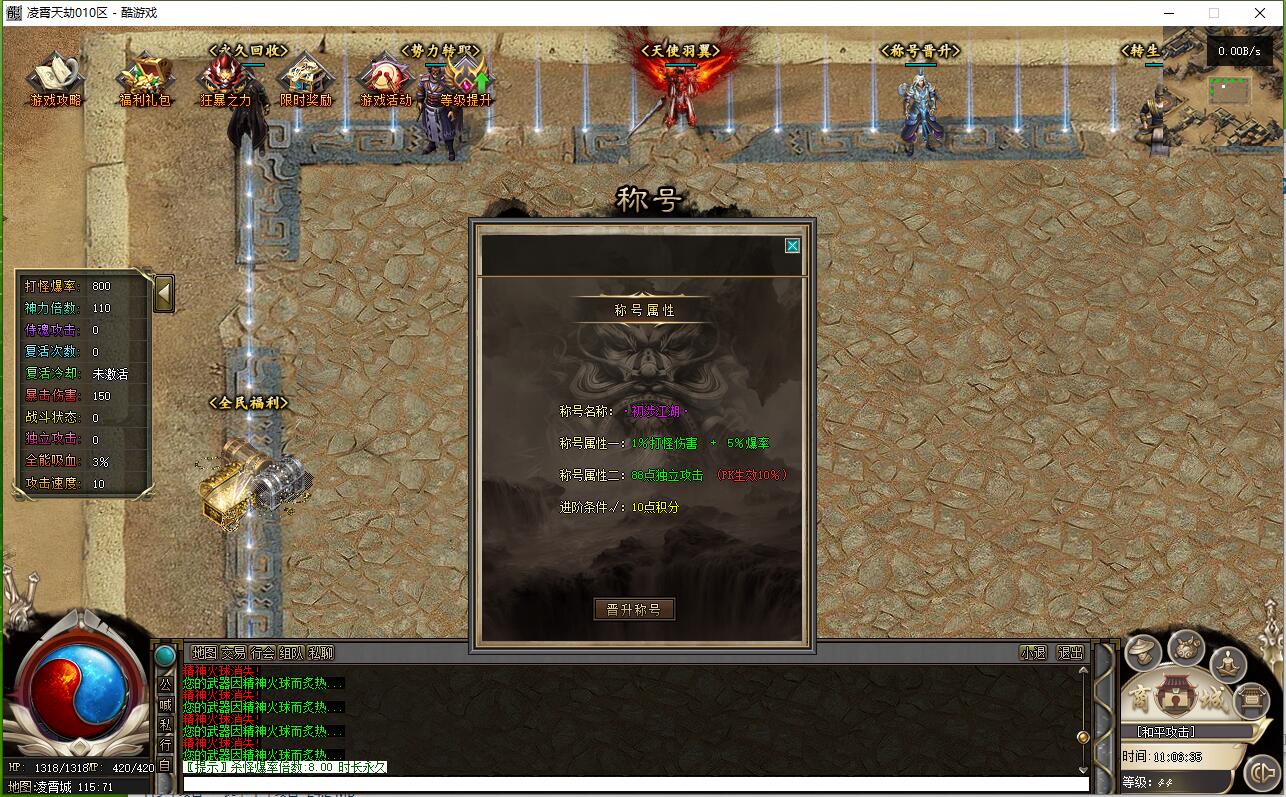 凌霄天劫010区 - 酷游戏
<永久回收>
<势力转职>
<天使羽翼>
<称号晋升>
<转生
0.00B/s
游戏攻略
福利礼包
狂暴之力
限时奖励
游戏活动
等级提升
称号
称号属性
打怪爆率: 800
神力倍数: 110
侍魂攻击: 0
复活次数: 0
复活冷却: 未激活
暴击伤害: 150
战斗状态: 0
独立攻击: 0
全能吸血: 3%
攻击速度: 10
<全民福利>
称号名称: ·初涉江湖·
称号属性一: 1%打怪伤害 + 5%爆率
称号属性二: 88点独立攻击 (PK生效10%)
进阶条件√: 10点积分
晋升称号
地图 交易 行会 组队 私聊
小退 退出
精神火球消失!
您的武器因精神火球而炙热...
精神火球消失!
您的武器因精神火球而炙热...
精神火球消失!
您的武器因精神火球而炙热...
精神火球消失!
您的武器因精神火球而炙热...
【提示】杀怪爆率倍数:8.00 时长永久
公
喊
私
行
自
商城
[和平攻击]
时间: 11:06:35
等级:
HP: 1318/1318 MP: 420/420
地图:凌霄城 115:71